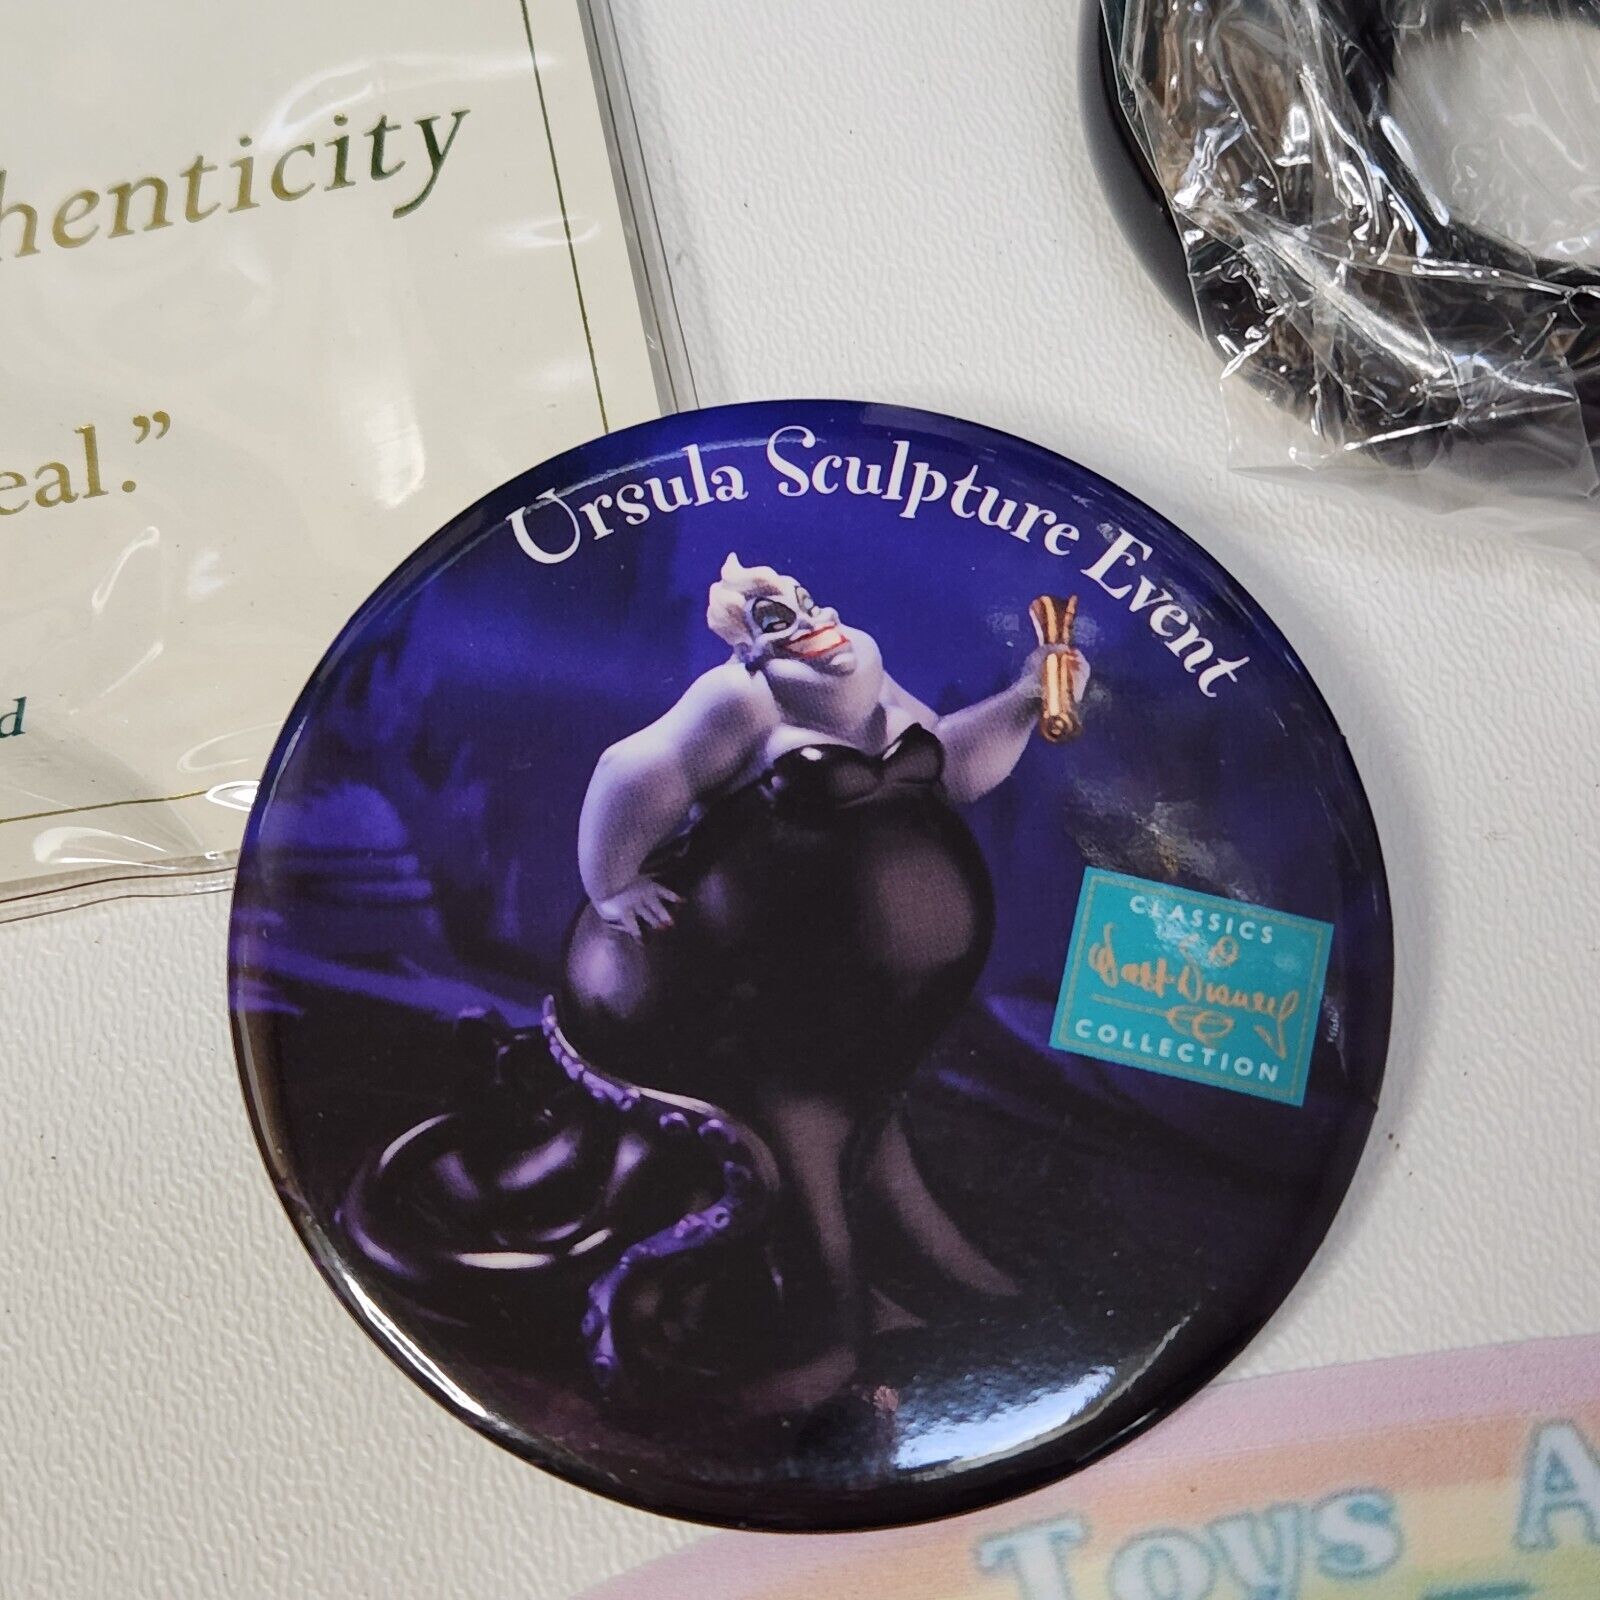 henticity
eal.”
d
Ursula Sculpture Event
CLASSICS
Walt Disney
COLLECTION
Toys A